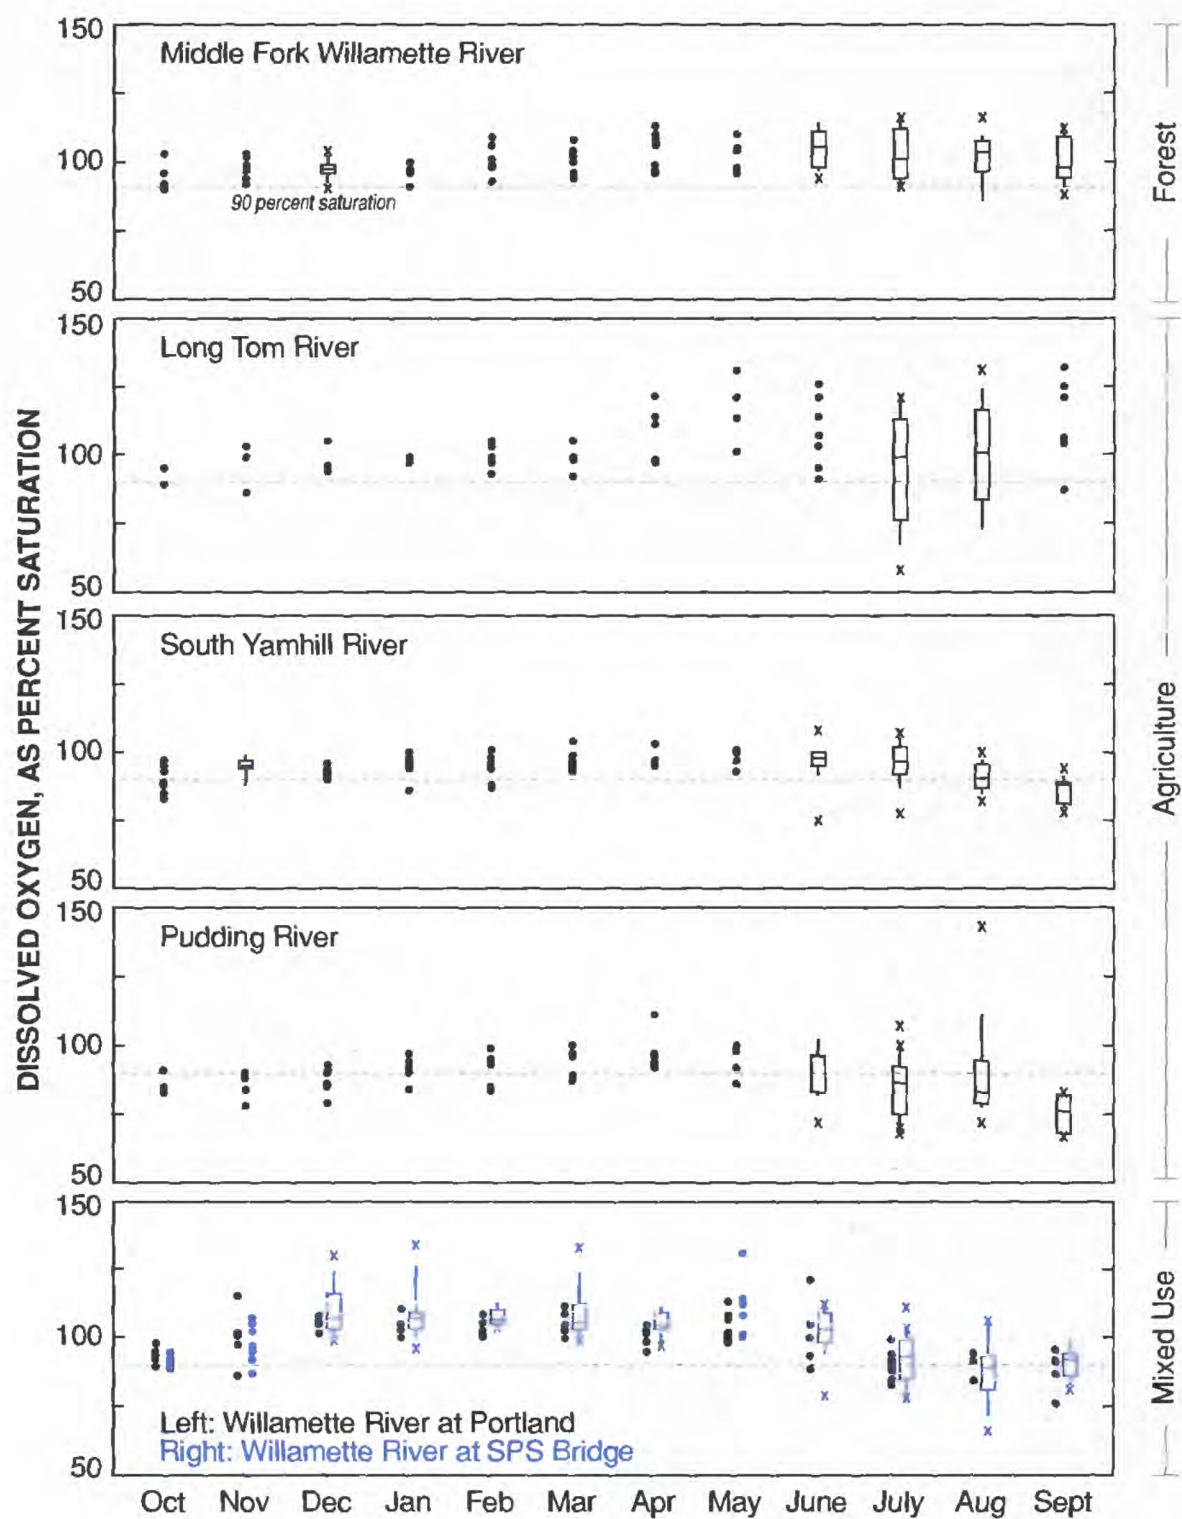 DISSOLVED OXYGEN, AS PERCENT SATURATION
150
Middle Fork Willamette River
100
90 percent saturation
50
Forest
150
Long Tom River
100
50
150
South Yamhill River
100
50
Agriculture
150
Pudding River
100
50
150
100
Left: Willamette River at Portland
Right: Willamette River at SPS Bridge
50
Mixed Use
Oct Nov Dec Jan Feb Mar Apr May June July Aug Sept